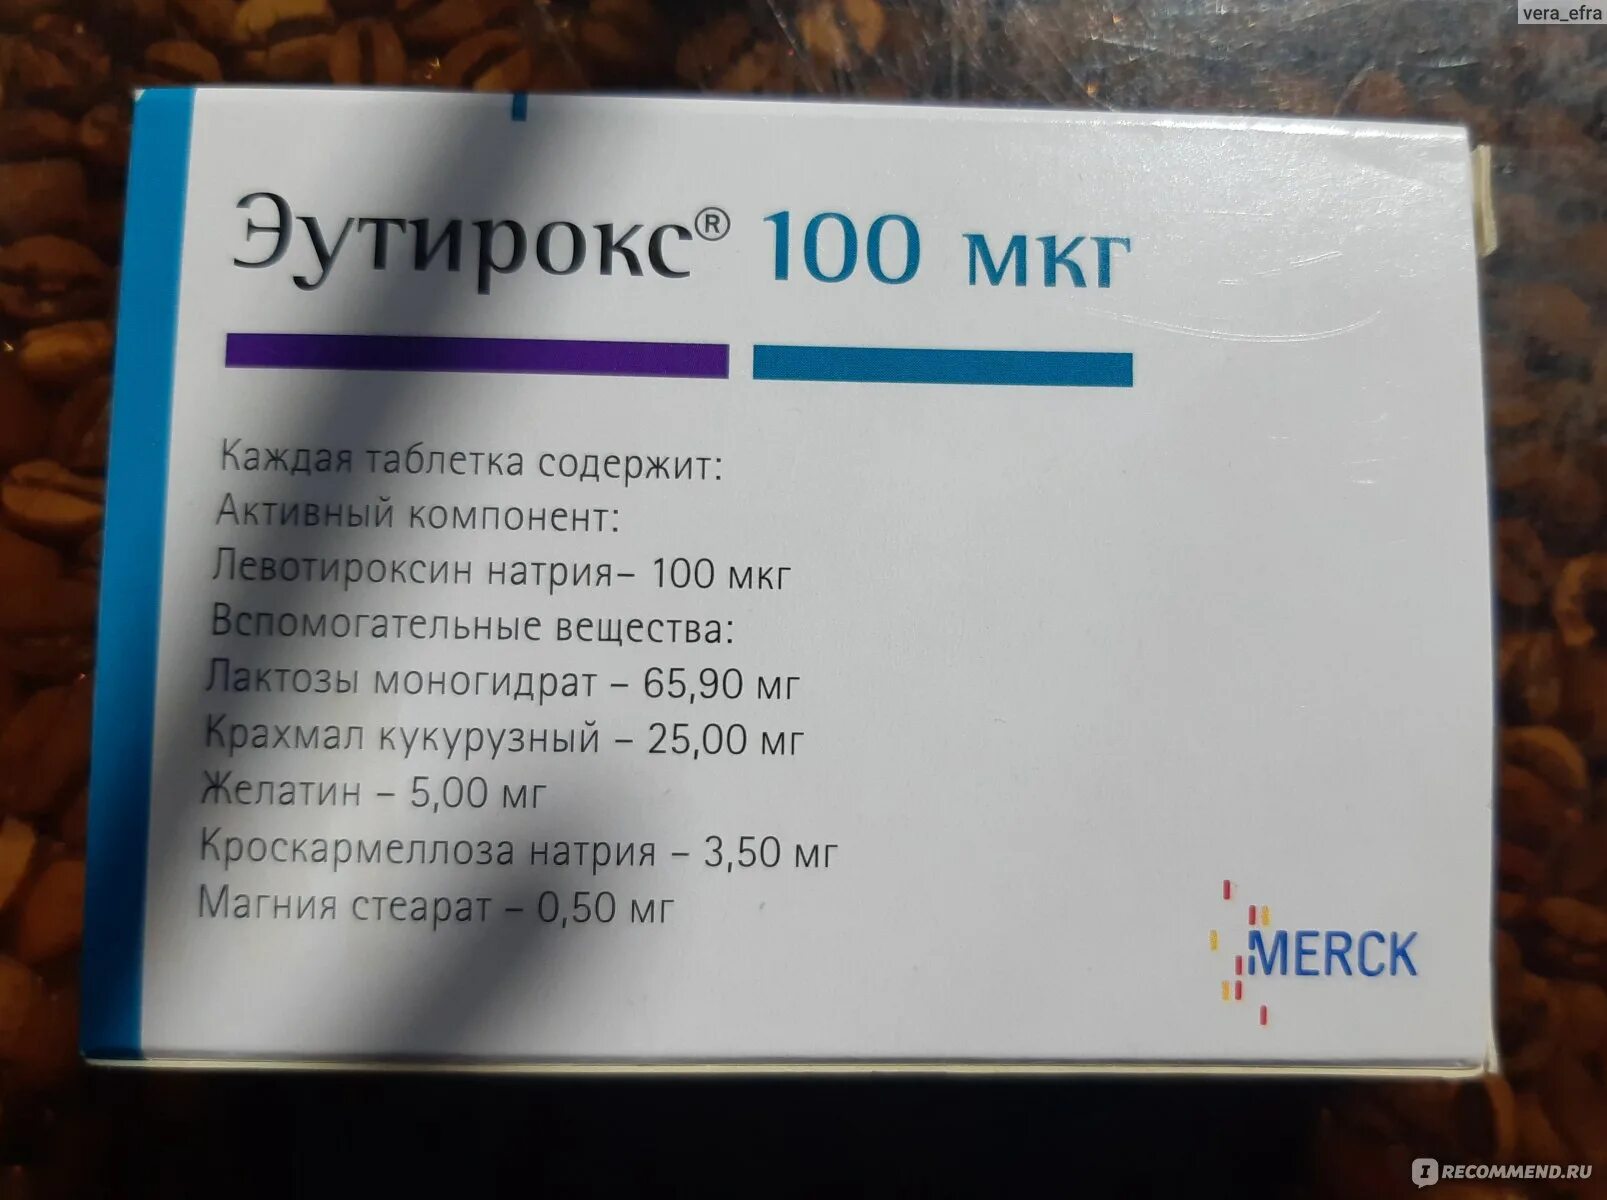 vera_efra
Эутирокс® 100 мкг
Каждая таблетка содержит:
Активный компонент:
Левотироксин натрия– 100 мкг
Вспомогательные вещества:
Лактозы моногидрат – 65,90 мг
Крахмал кукурузный – 25,00 мг
Желатин – 5,00 мг
Кроскармеллоза натрия – 3,50 мг
Магния стеарат – 0,50 мг
MERCK
I RECOMMEND.RU